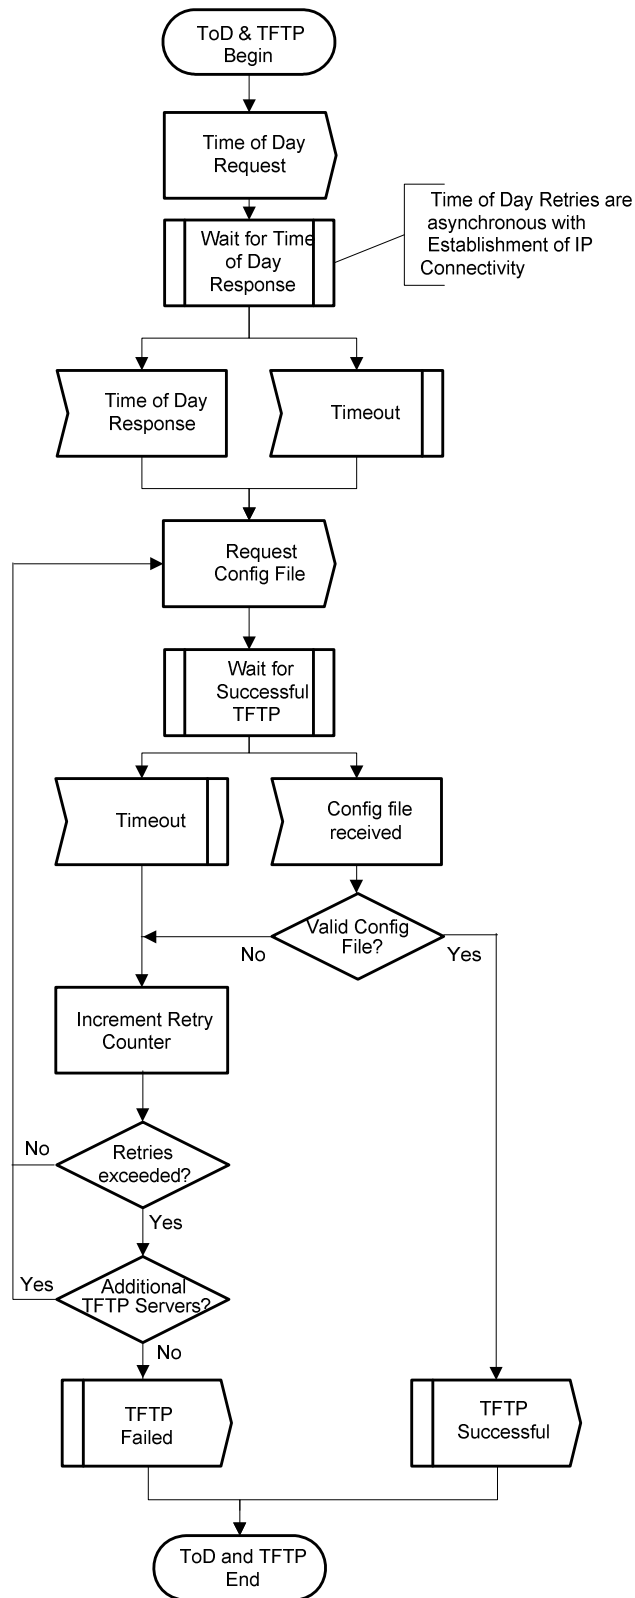 ToD & TFTP
Begin
Time of Day
Request
Wait for Time
of Day
Response
Time of Day Retries are
asynchronous with
Establishment of IP
Connectivity
Time of Day
Response
Timeout
Request
Config File
Wait for
Successful
TFTP
Timeout
Config file
received
Valid Config
File?
No
Yes
Increment Retry
Counter
No
Retries
exceeded?
Yes
Yes
Additional
TFTP Servers?
No
TFTP
Failed
TFTP
Successful
ToD and TFTP
End